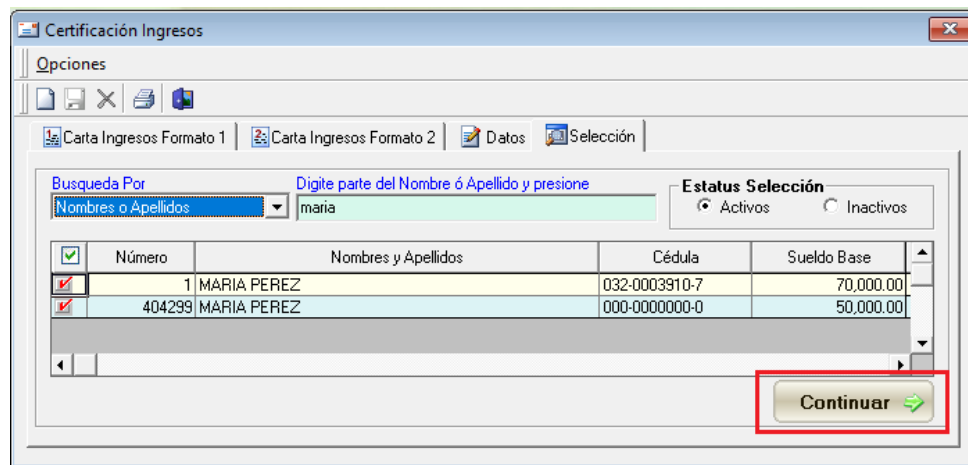 Certificación Ingresos
Opciones
Carta Ingresos Formato 1 Carta Ingresos Formato 2 Datos Selección
Busqueda Por Digite parte del Nombre ó Apellido y presione Estatus Selección
Nombres o Apellidos maria Activos Inactivos
Número Nombres y Apellidos Cédula Sueldo Base
1 MARIA PEREZ 032-0003910-7 70,000.00
404299 MARIA PEREZ 000-0000000-0 50,000.00
Continuar